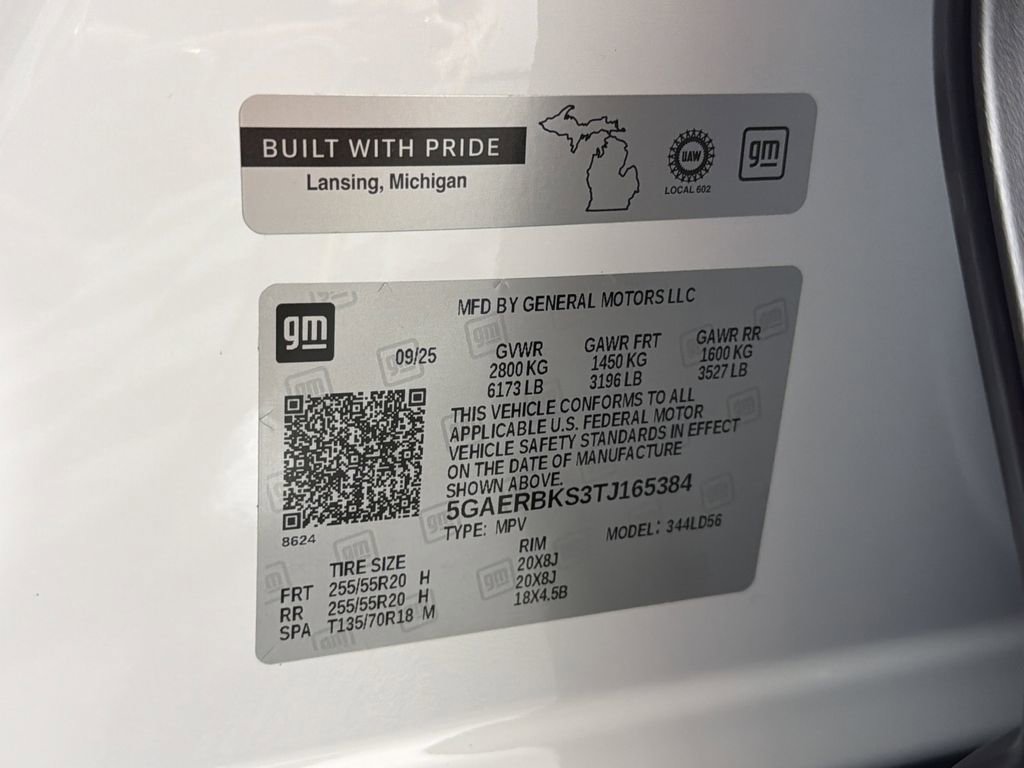 BUILT WITH PRIDE
Lansing, Michigan
UAW
LOCAL 602
gm
gm
MFD BY GENERAL MOTORS LLC
09/25
GVWR GAWR FRT GAWR RR
2800 KG 1450 KG 1600 KG
6173 LB 3196 LB 3527 LB
THIS VEHICLE CONFORMS TO ALL
APPLICABLE U.S. FEDERAL MOTOR
VEHICLE SAFETY STANDARDS IN EFFECT
ON THE DATE OF MANUFACTURE
SHOWN ABOVE.
5GAERBKS3TJ165384
TYPE: MPV MODEL: 344LD56
8624
TIRE SIZE RIM
FRT 255/55R20 H 20X8J
RR 255/55R20 H 20X8J
SPA T135/70R18 M 18X4.5B